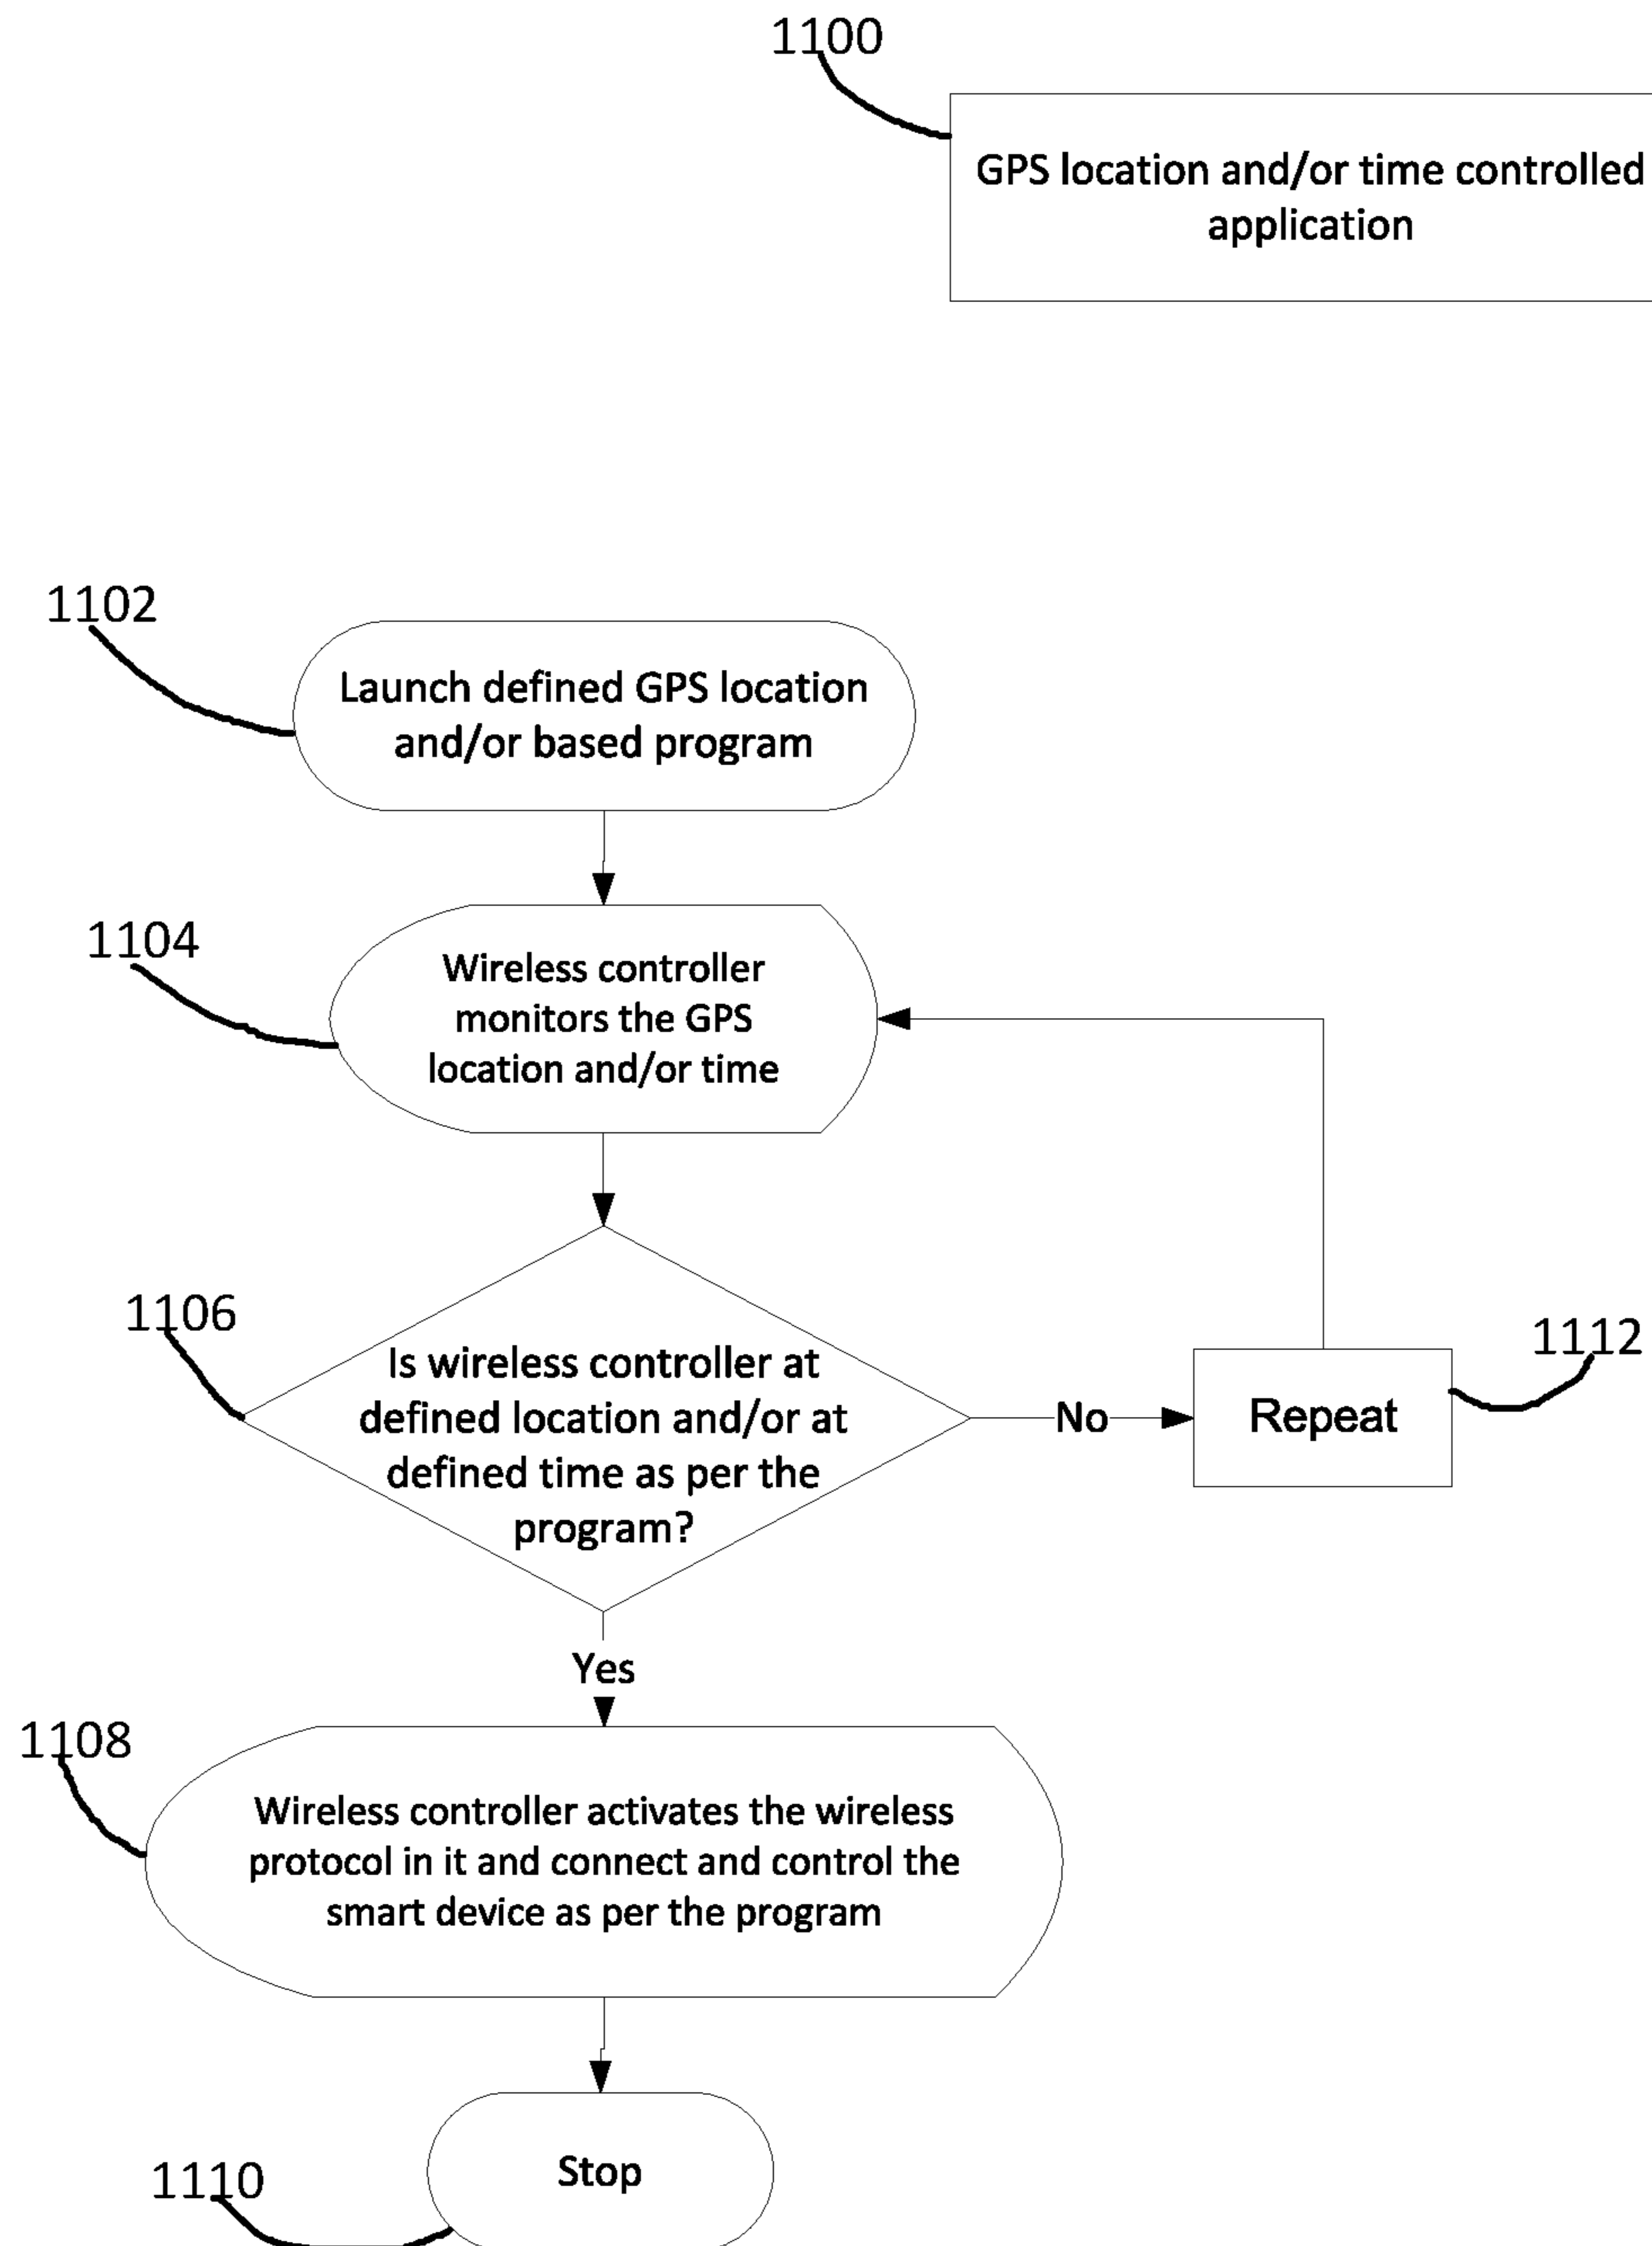 1100
GPS location and/or time controlled
application
1102
Launch defined GPS location
and/or based program
1104
Wireless controller
monitors the GPS
location and/or time
1106
Is wireless controller at
defined location and/or at
defined time as per the
program?
No
Repeat
1112
Yes
1108
Wireless controller activates the wireless
protocol in it and connect and control the
smart device as per the program
Stop
1110